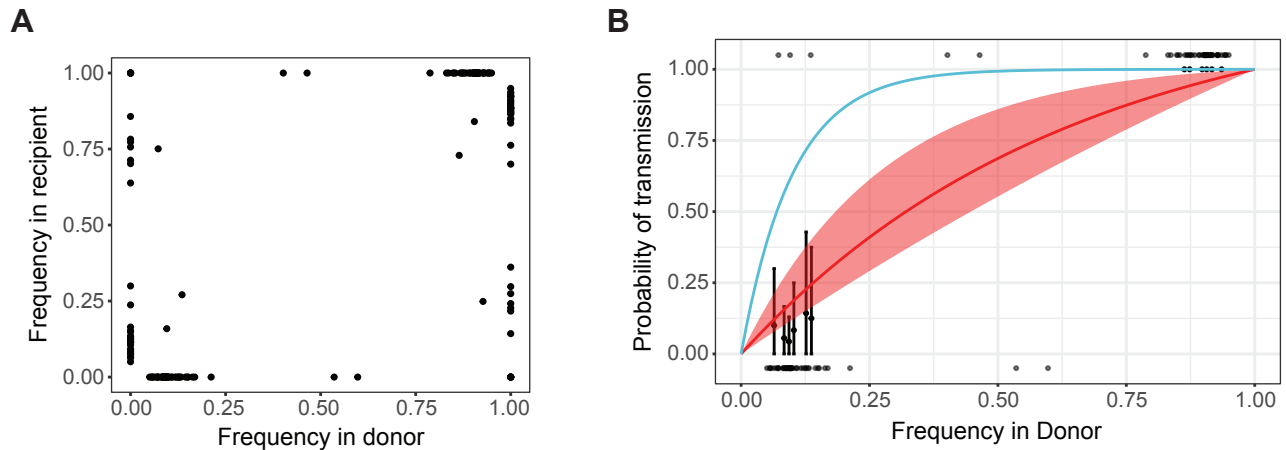 A
Frequency in recipient
1.00
0.75
0.50
0.25
0.00
0.00 0.25 0.50 0.75 1.00
Frequency in donor
B
Probability of transmission
1.00
0.75
0.50
0.25
0.00
0.00 0.25 0.50 0.75 1.00
Frequency in Donor